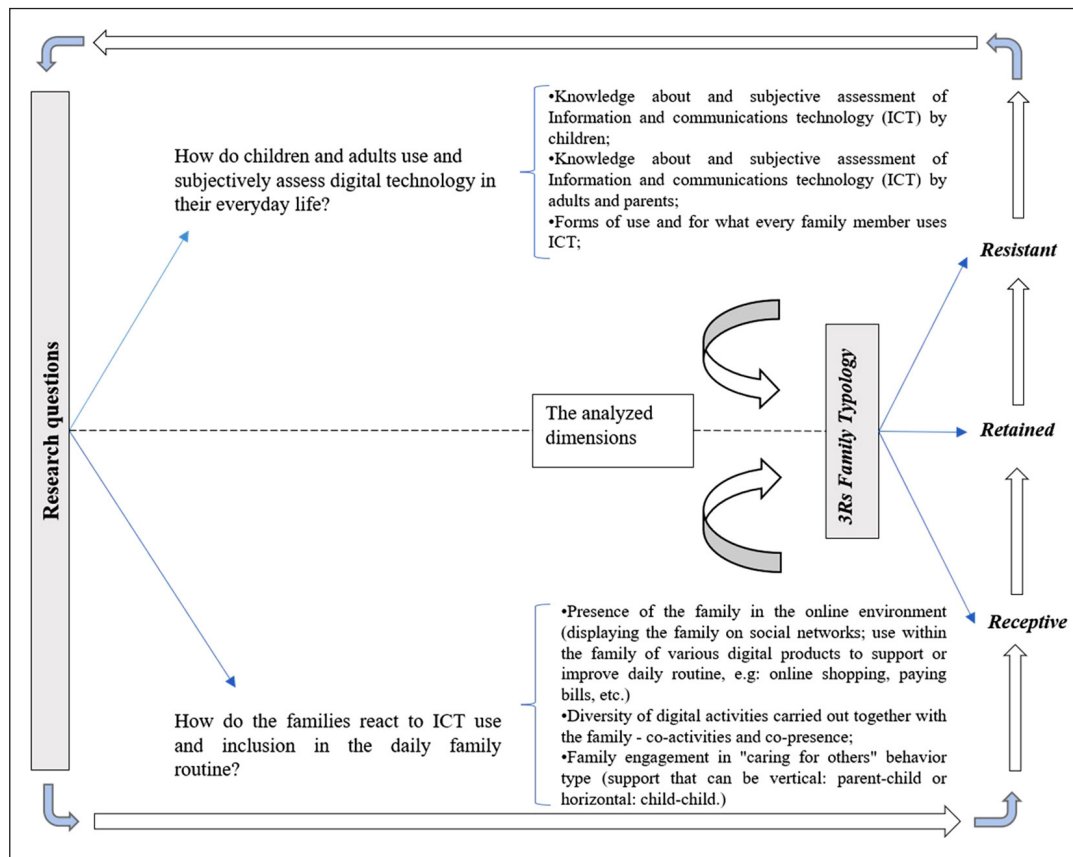 Research questions
How do children and adults use and
subjectively assess digital technology in
their everyday life?
•Knowledge about and subjective assessment of
Information and communications technology (ICT) by
children;
•Knowledge about and subjective assessment of
Information and communications technology (ICT) by
adults and parents;
•Forms of use and for what every family member uses
ICT;
The analyzed
dimensions
3Rs Family Typology
Resistant
Retained
Receptive
How do the families react to ICT use
and inclusion in the daily family
routine?
•Presence of the family in the online environment
(displaying the family on social networks; use within
the family of various digital products to support or
improve daily routine, e.g: online shopping, paying
bills, etc.)
•Diversity of digital activities carried out together with
the family - co-activities and co-presence;
•Family engagement in "caring for others" behavior
type (support that can be vertical: parent-child or
horizontal: child-child.)